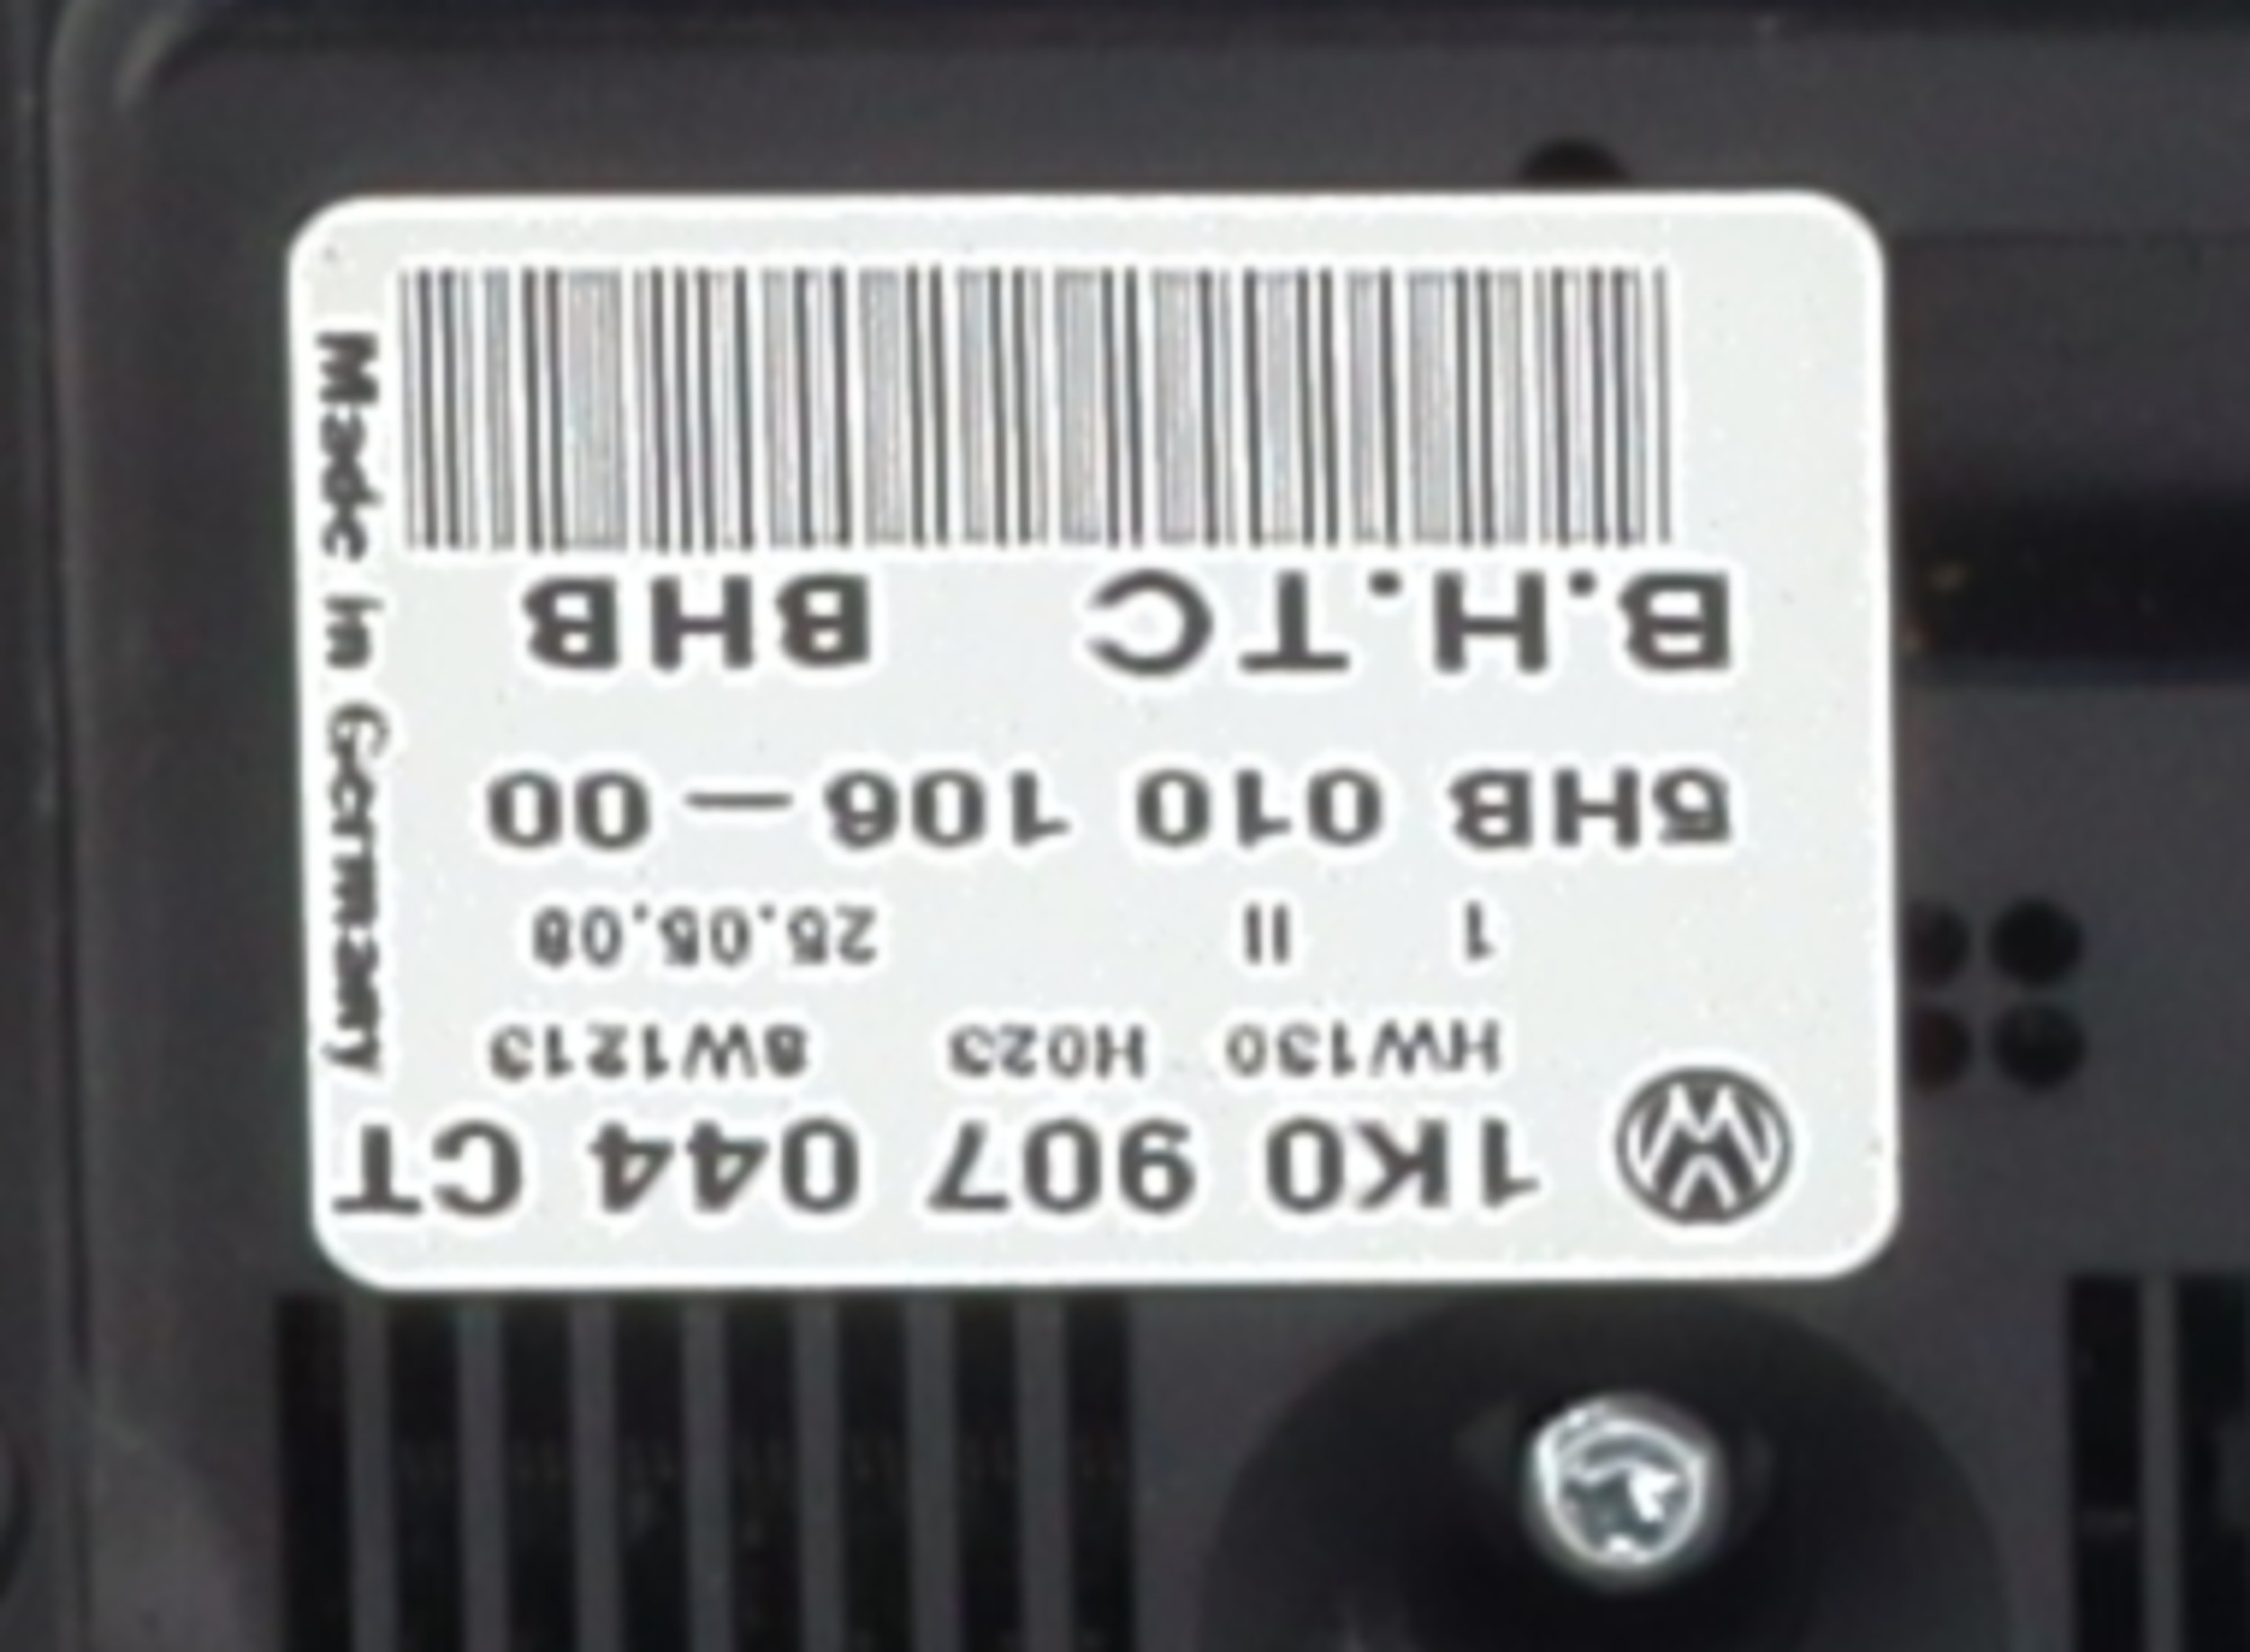 1K0 907 044 CT
HW130 H023 SW1213
1 II 25.05.08
5HB 010 106-00
B.H.TC BHB
Made in Germany